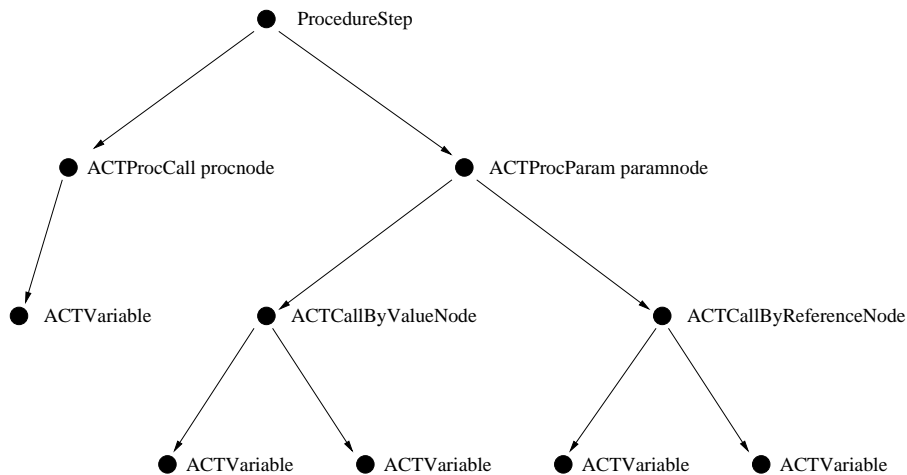 ProcedureStep
ACTProcCall procnode
ACTProcParam paramnode
ACTVariable
ACTCallByValueNode
ACTCallByReferenceNode
ACTVariable
ACTVariable
ACTVariable
ACTVariable